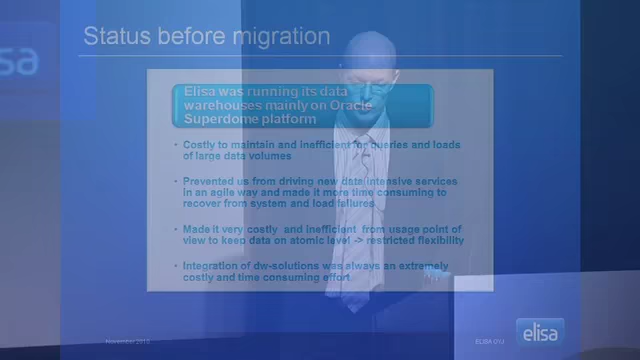 Status before migration
sa
Elisa was running its data
warehouses mainly on Oracle
Superdome platform
• Costly to maintain and inefficient for queries and loads
of large data volumes
• Prevented us from driving new data intensive services
in an agile way and made it more time consuming to
recover from system and load failures
• Made it very costly and inefficient from usage point of
view to keep data on atomic level -> restricted flexibility
• Integration of dw-solutions was always an extremely
costly and time consuming effort
November 2010
ELISA OYJ
elisa